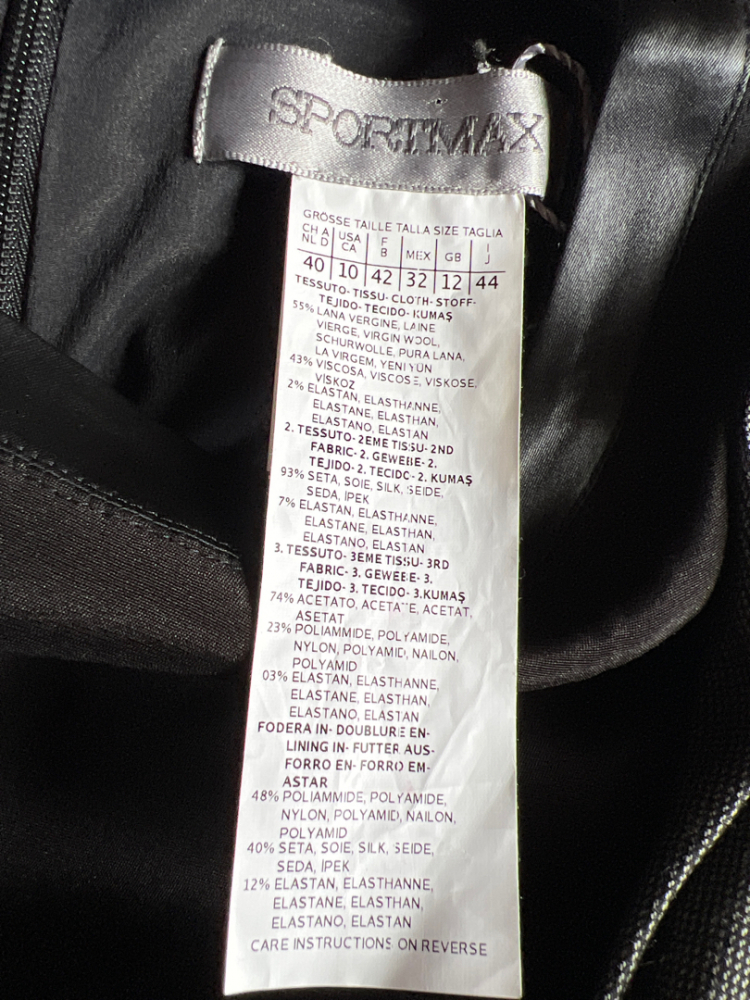 SPORTMAX
GRÖSSE TAILLE TALLA SIZE TAGLIA
CH A NL D USA CA F B MEX GB I J
40 10 42 32 12 44
TESSUTO- TISSU- CLOTH- STOFF-
TEJIDO- TECIDO- KUMAŞ
55% LANA VERGINE, LAINE
VIERGE, VIRGIN WOOL,
SCHURWOLLE, PURA LANA,
LA VIRGEM, YENI YÜN
43% VISCOSA, VISCOSE, VISKOSE,
VİSKOZ
2% ELASTAN, ELASTHANNE,
ELASTANE, ELASTHAN,
ELASTANO, ELASTAN
2. TESSUTO- 2EME TISSU- 2ND
FABRIC- 2. GEWEBE- 2.
TEJIDO- 2. TECIDO- 2. KUMAŞ
93% SETA, SOIE, SILK, SEIDE,
SEDA, IPEK
7% ELASTAN, ELASTHANNE,
ELASTANE, ELASTHAN,
ELASTANO, ELASTAN
3. TESSUTO- 3EME TISSU- 3RD
FABRIC- 3. GEWEBE- 3.
TEJIDO- 3. TECIDO- 3.KUMAŞ
74% ACETATO, ACETATE, ACETAT,
ASETAT
23% POLIAMMIDE, POLYAMIDE,
NYLON, POLYAMID, NAILON,
POLYAMID
03% ELASTAN, ELASTHANNE,
ELASTANE, ELASTHAN,
ELASTANO, ELASTAN
FODERA IN- DOUBLURE EN-
LINING IN- FUTTER AUS-
FORRO EN- FORRO EM-
ASTAR
48% POLIAMMIDE, POLYAMIDE,
NYLON, POLYAMID, NAILON,
POLYAMID
40% SETA, SOIE, SILK, SEIDE,
SEDA, IPEK
12% ELASTAN, ELASTHANNE,
ELASTANE, ELASTHAN,
ELASTANO, ELASTAN
CARE INSTRUCTIONS ON REVERSE